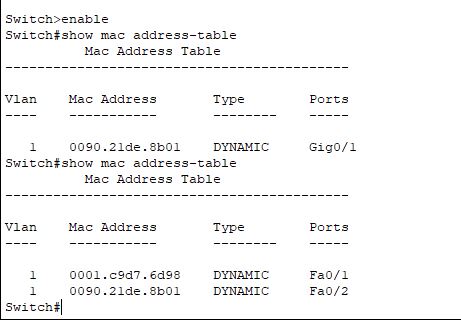 Switch>enable
Switch#show mac address-table
          Mac Address Table
-------------------------------------------

Vlan    Mac Address       Type        Ports
----    -----------       --------    -----

   1    0090.21de.8b01    DYNAMIC     Gig0/1
Switch#show mac address-table
          Mac Address Table
-------------------------------------------

Vlan    Mac Address       Type        Ports
----    -----------       --------    -----

   1    0001.c9d7.6d98    DYNAMIC     Fa0/1
   1    0090.21de.8b01    DYNAMIC     Fa0/2
Switch#